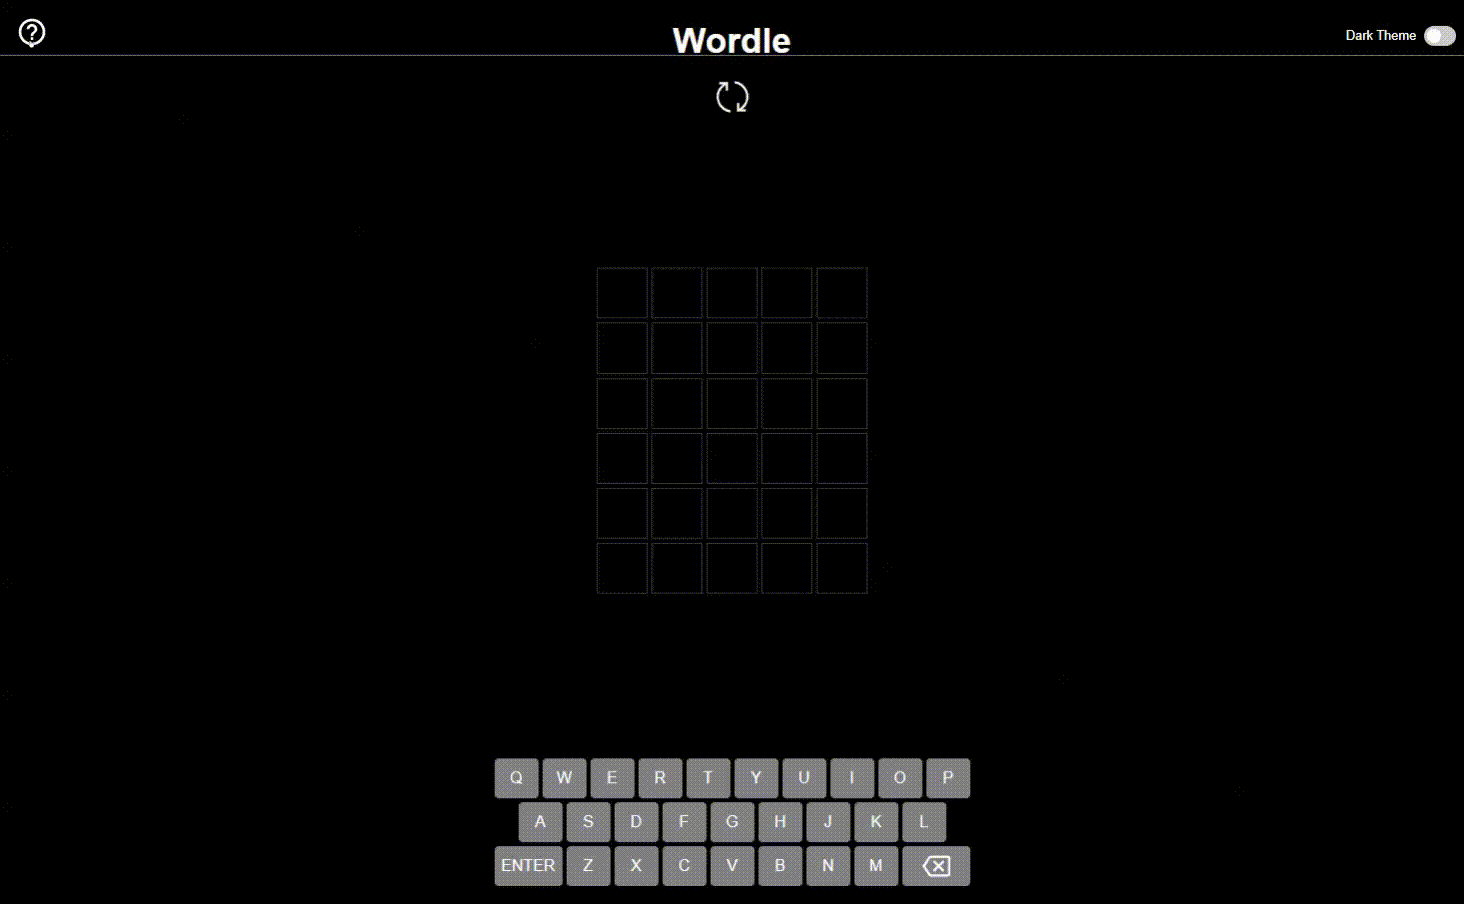 Wordle
Dark Theme
Q W E R T Y U I O P
A S D F G H J K L
ENTER Z X C V B N M